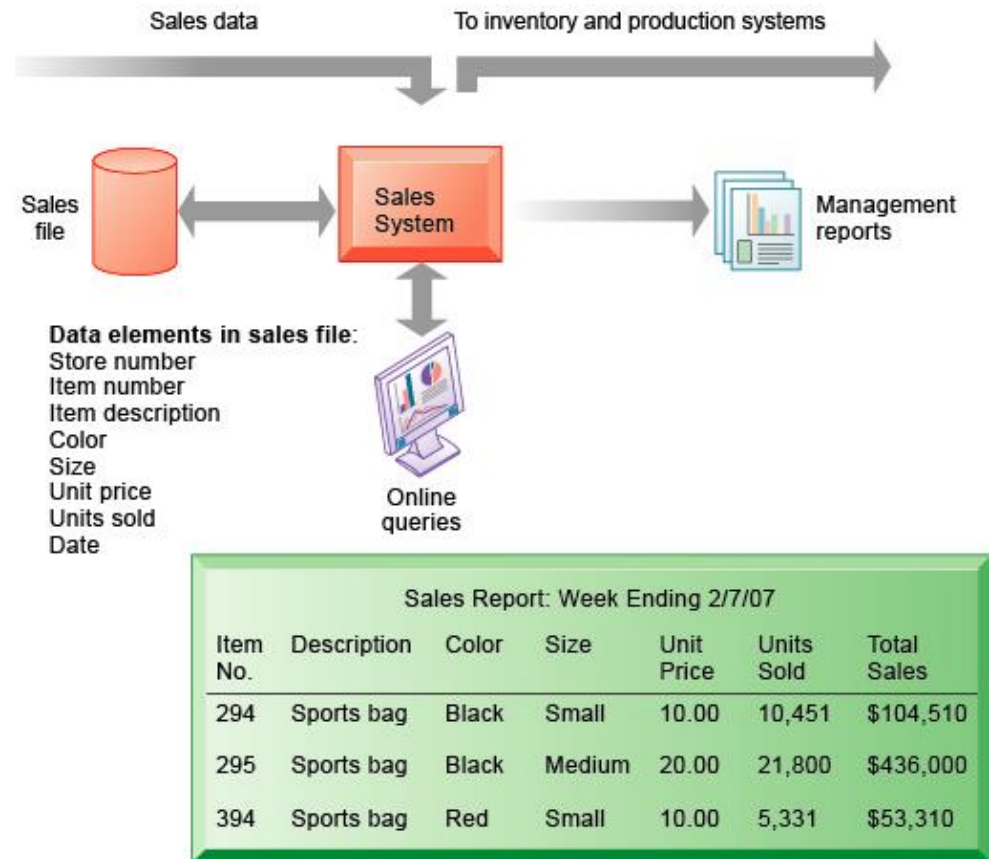 Sales data
To inventory and production systems
Sales
file
Sales
System
Management
reports
Data elements in sales file:
Store number
Item number
Item description
Color
Size
Unit price
Units sold
Date
Online
queries
Sales Report: Week Ending 2/7/07
Item No. Description Color Size Unit Price Units Sold Total Sales
294 Sports bag Black Small 10.00 10,451 $104,510
295 Sports bag Black Medium 20.00 21,800 $436,000
394 Sports bag Red Small 10.00 5,331 $53,310